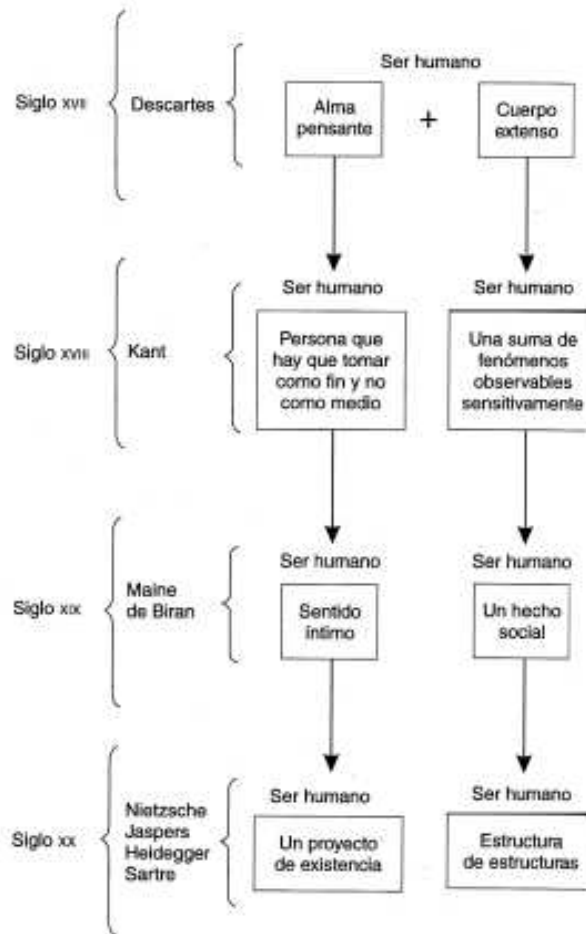 Ser humano
Siglo XVII
Descartes
Alma
pensante
+
Cuerpo
extenso
Ser humano
Ser humano
Siglo XVIII
Kant
Persona que
hay que tomar
como fin y no
como medio
Una suma de
fenómenos
observables
sensitivamente
Ser humano
Ser humano
Siglo XIX
Maine
de Biran
Sentido
íntimo
Un hecho
social
Ser humano
Ser humano
Siglo XX
Nietzsche
Jaspers
Heidegger
Sartre
Un proyecto
de existencia
Estructura
de estructuras